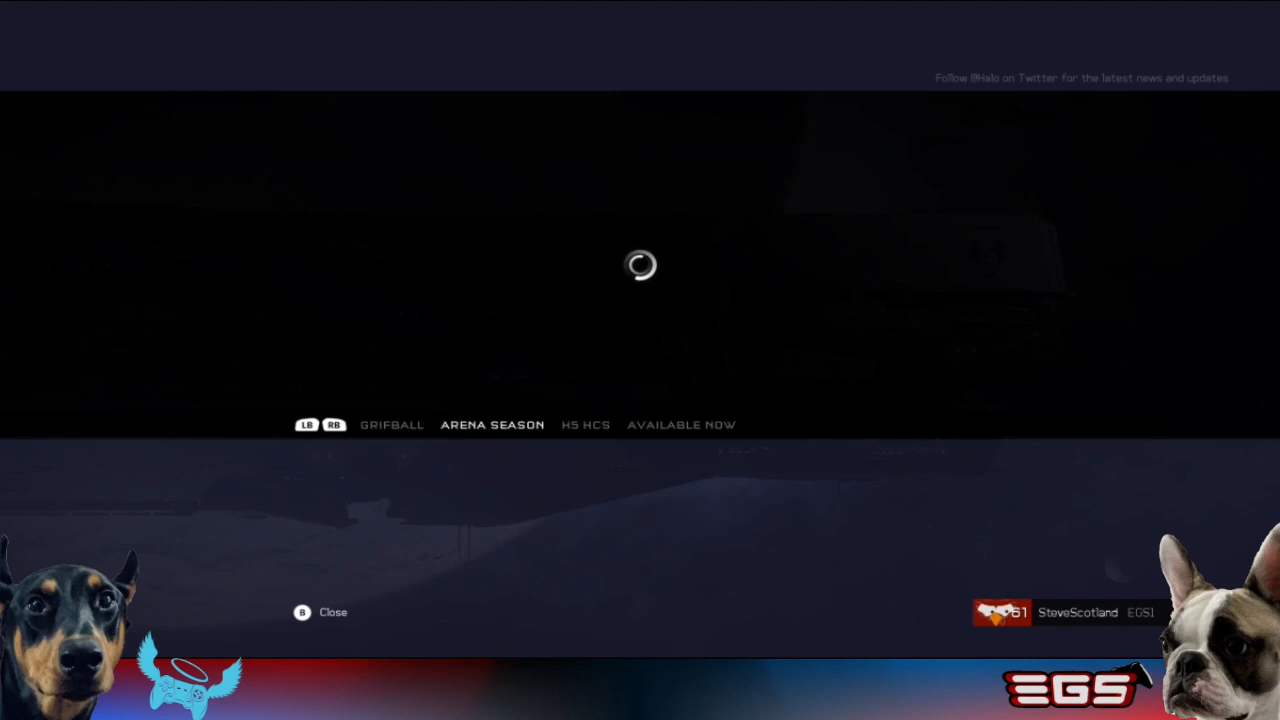 Follow @Halo on Twitter for the latest news and updates
LB RB GRIFBALL ARENA SEASON H5 HCS AVAILABLE NOW
B Close
61 SteveScotland EGS1
EGS